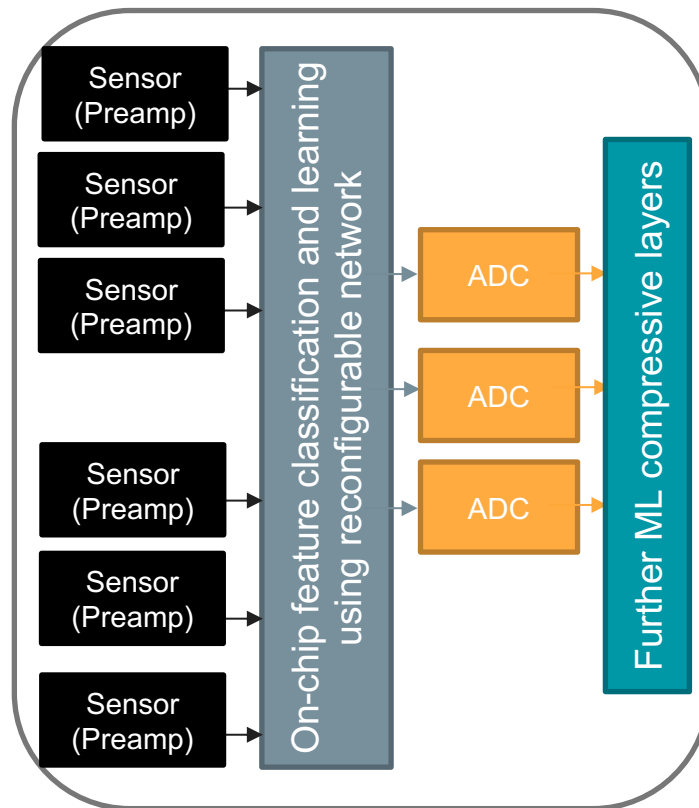 Sensor
(Preamp)
Sensor
(Preamp)
Sensor
(Preamp)
Sensor
(Preamp)
Sensor
(Preamp)
Sensor
(Preamp)
On-chip feature classification and learning
using reconfigurable network
ADC
ADC
ADC
Further ML compressive layers